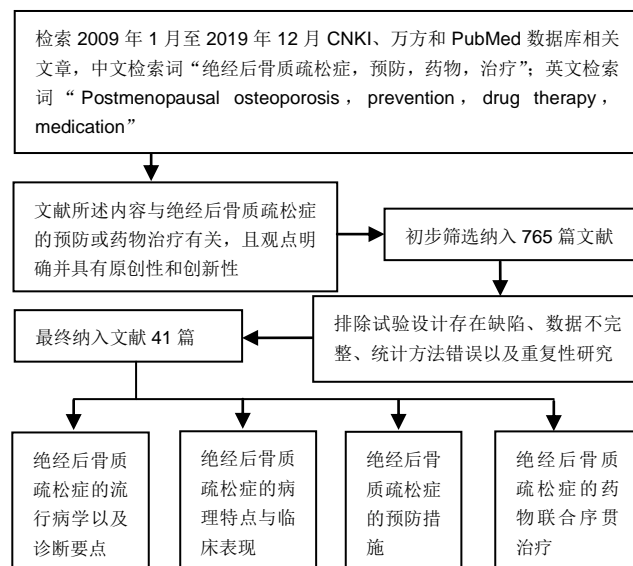 检索 2009 年 1 月至 2019 年 12 月 CNKI、万方和 PubMed 数据库相关
文章，中文检索词“绝经后骨质疏松症，预防，药物，治疗”；英文检索
词“Postmenopausal osteoporosis，prevention，drug therapy，
medication”
文献所述内容与绝经后骨质疏松症
的预防或药物治疗有关，且观点明
确并具有原创性和创新性
初步筛选纳入 765 篇文献
排除试验设计存在缺陷、数据不完
整、统计方法错误以及重复性研究
最终纳入文献 41 篇
绝经后骨质
疏松症的流
行病学以及
诊断要点
绝经后骨质
疏松症的病
理特点与临
床表现
绝经后骨
质疏松症
的预防措
施
绝经后骨质
疏松症的药
物联合序贯
治疗